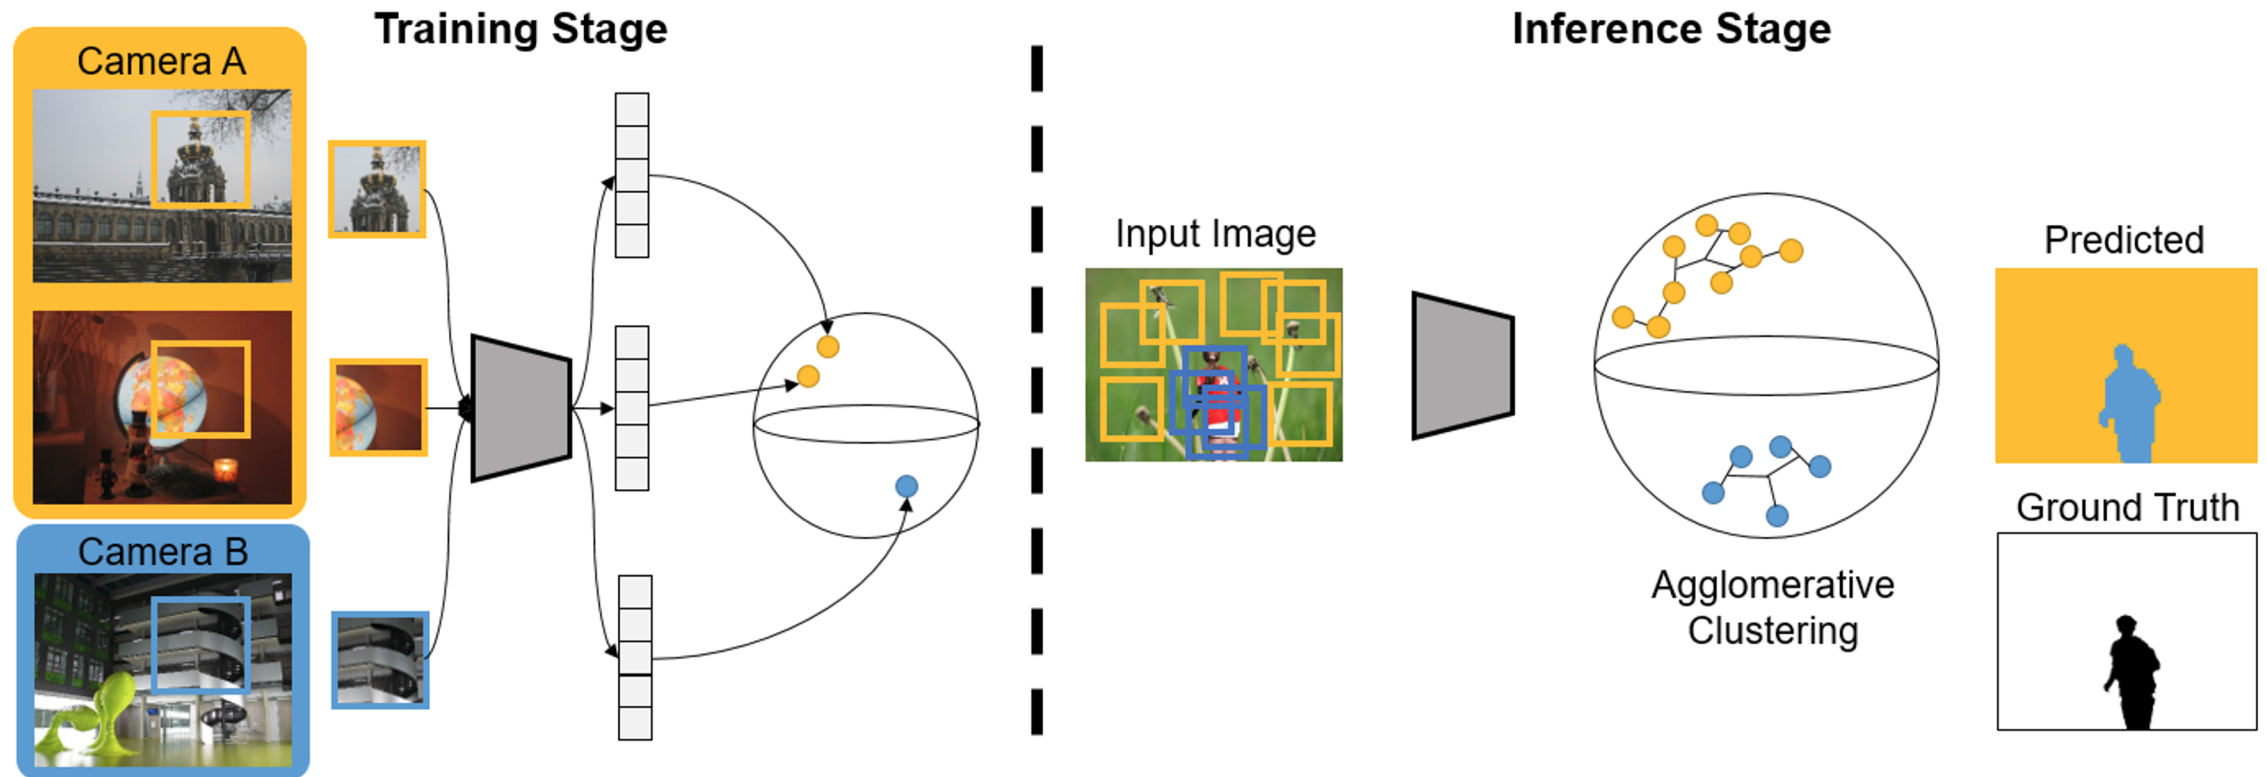 Training Stage
Inference Stage
Camera A
Camera B
Input Image
Agglomerative
Clustering
Predicted
Ground Truth